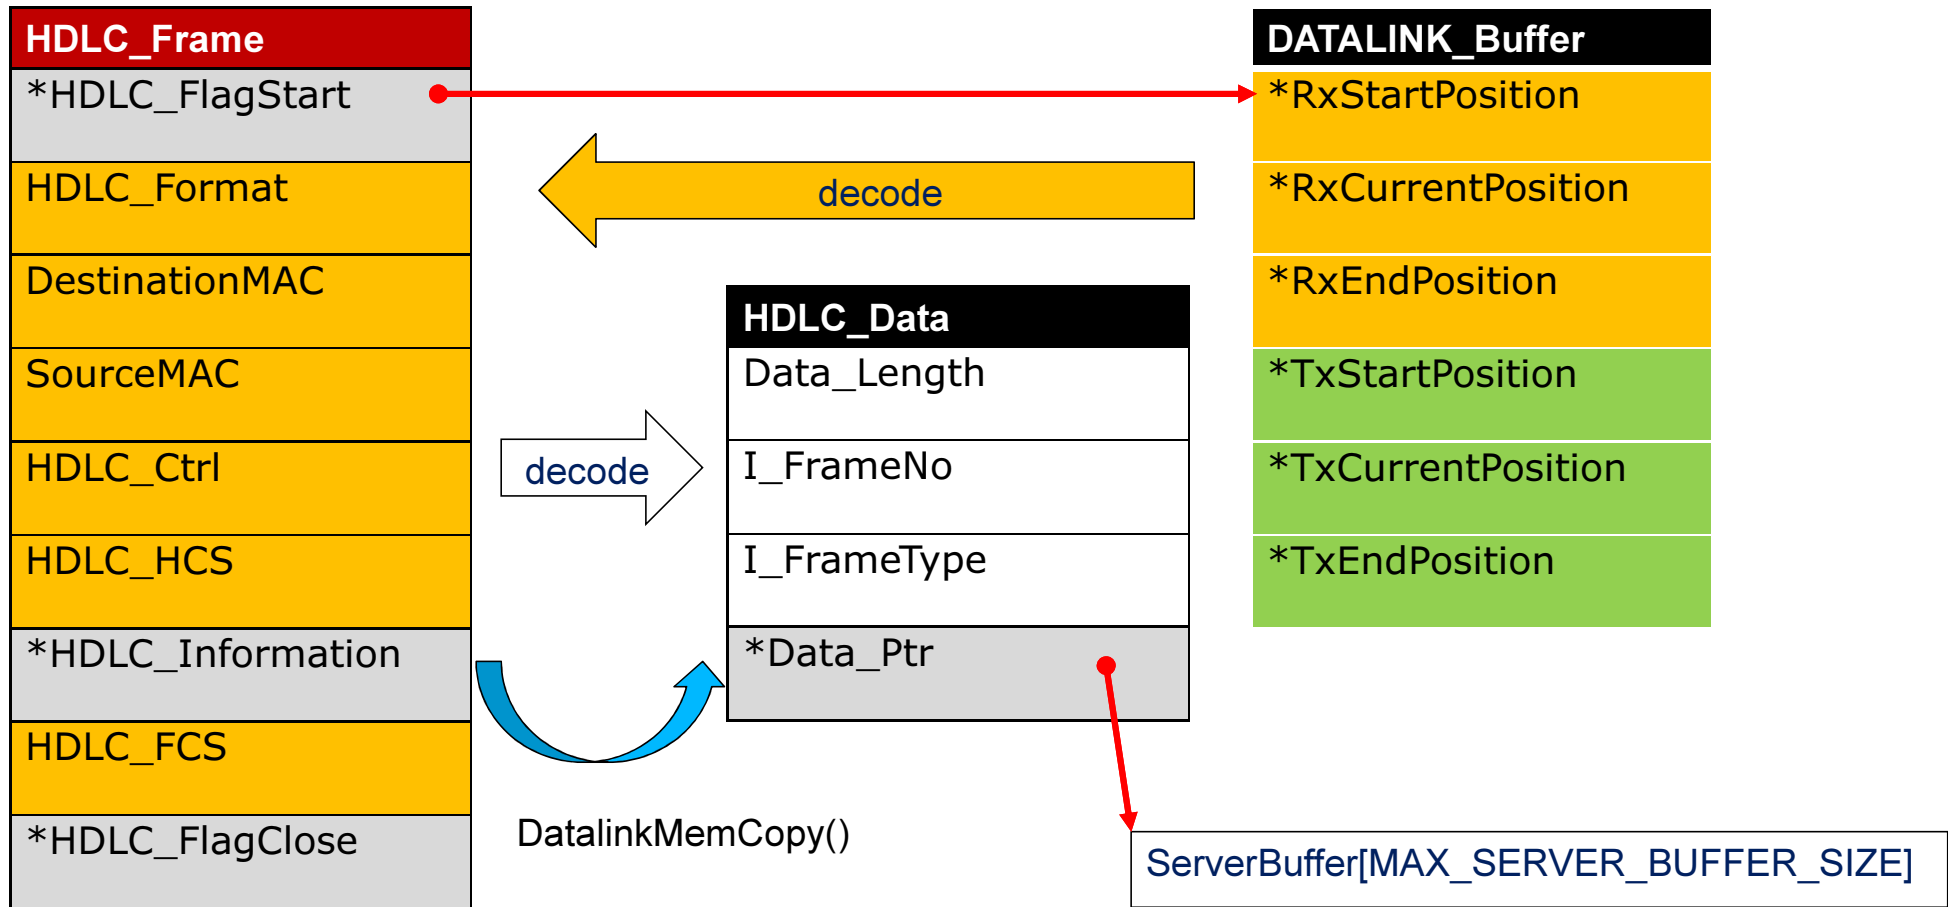 HDLC_Frame
*HDLC_FlagStart
HDLC_Format
DestinationMAC
SourceMAC
HDLC_Ctrl
HDLC_HCS
*HDLC_Information
HDLC_FCS
*HDLC_FlagClose
decode
decode
DatalinkMemCopy()
HDLC_Data
Data_Length
I_FrameNo
I_FrameType
*Data_Ptr
DATALINK_Buffer
*RxStartPosition
*RxCurrentPosition
*RxEndPosition
*TxStartPosition
*TxCurrentPosition
*TxEndPosition
ServerBuffer[MAX_SERVER_BUFFER_SIZE]